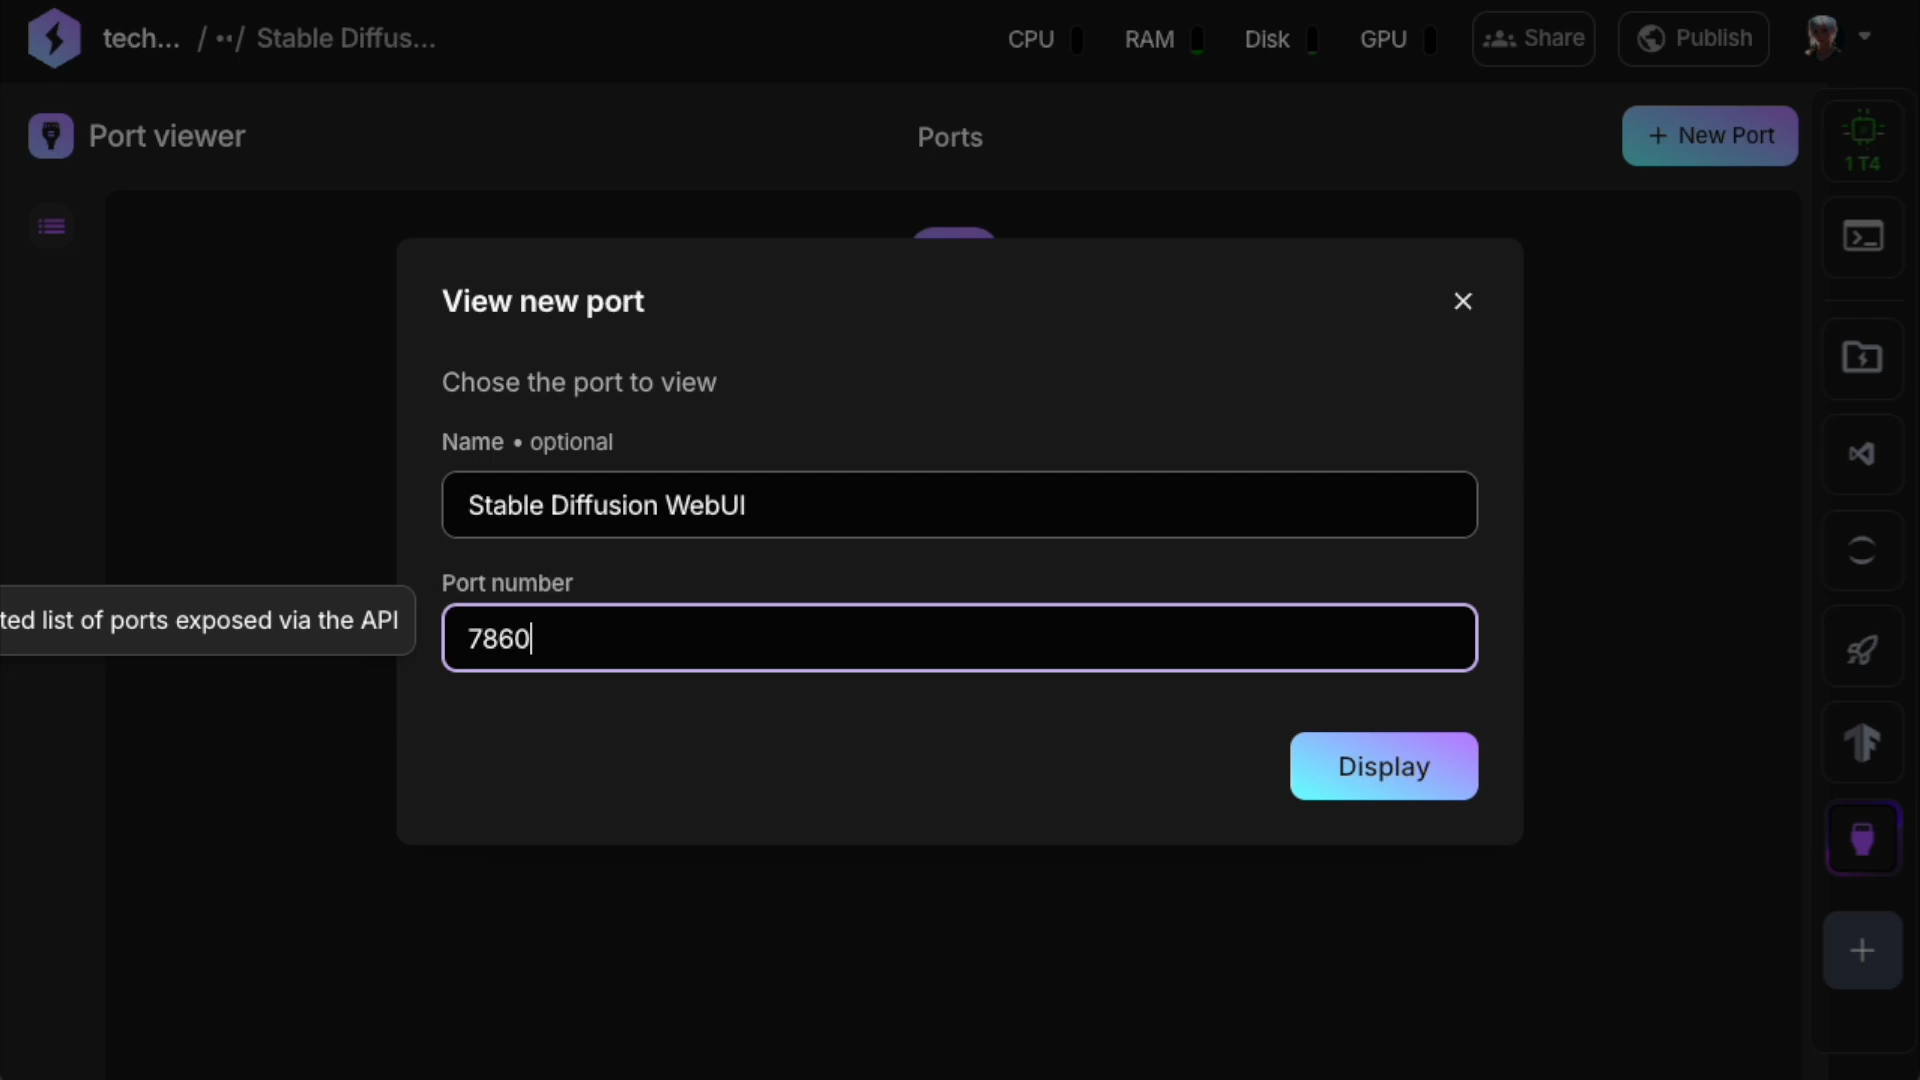 tech... / ··/ Stable Diffus...
CPU RAM Disk GPU Share Publish
Port viewer
Ports
+ New Port
1 T4
View new port
Chose the port to view
Name • optional
Stable Diffusion WebUI
Port number
ted list of ports exposed via the API
7860
Display